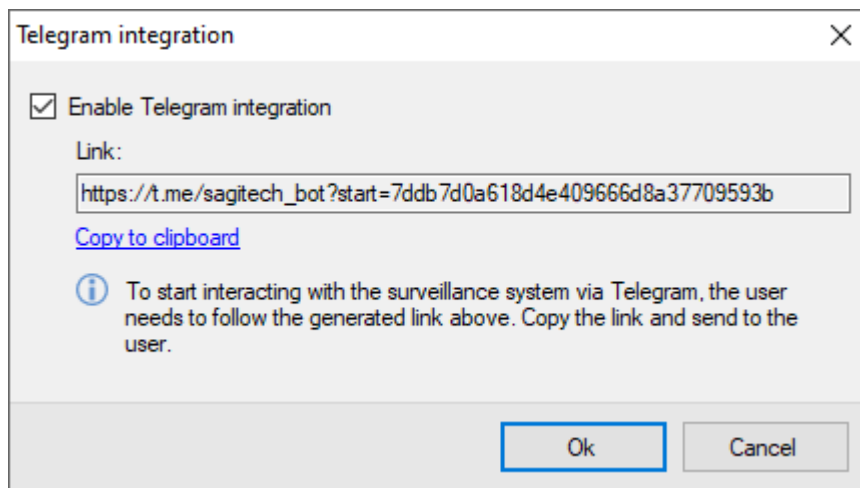 Telegram integration
Enable Telegram integration
Link:
https://t.me/sagitech_bot?start=7ddb7d0a618d4e409666d8a37709593b
Copy to clipboard
To start interacting with the surveillance system via Telegram, the user
needs to follow the generated link above. Copy the link and send to the
user.
Ok
Cancel